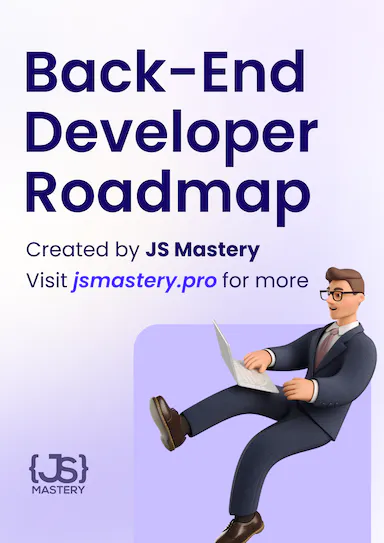 Back-End
Developer
Roadmap
Created by JS Mastery
Visit jsmastery.pro for more
{JS}
MASTERY